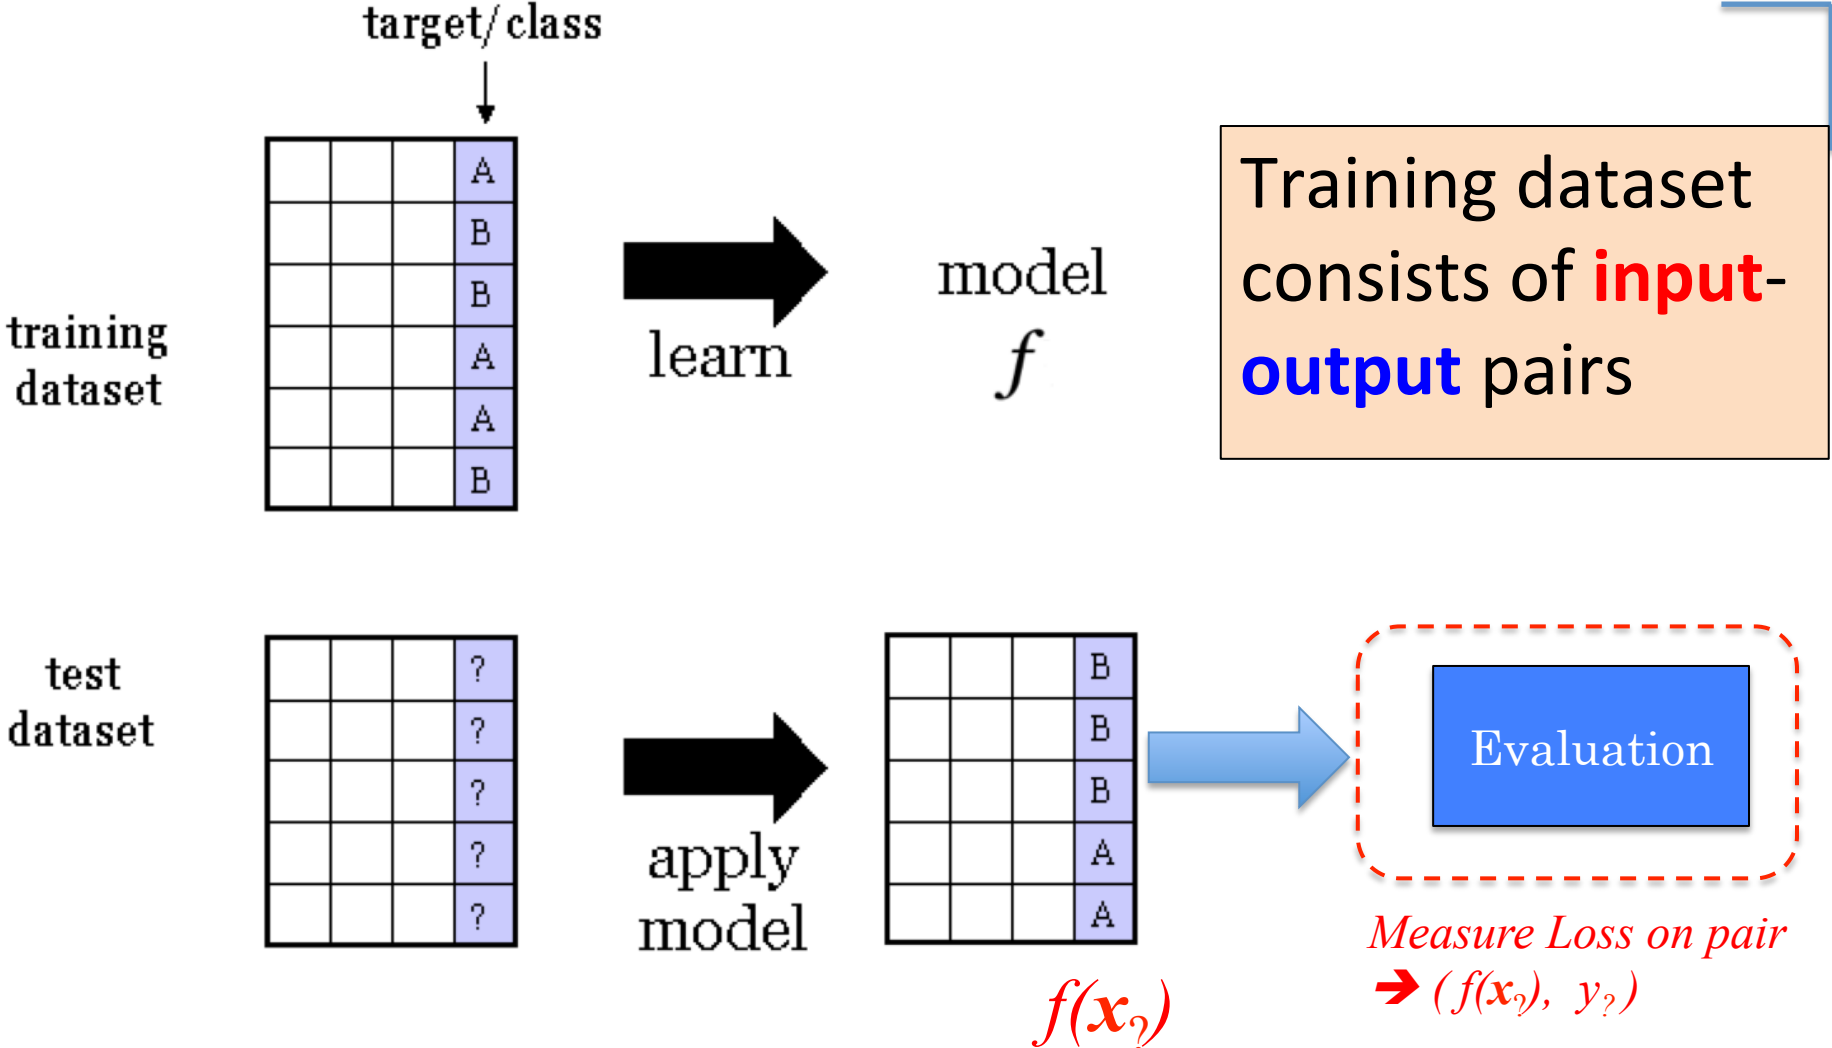 target/class
A
B
B
A
A
B
training
dataset
learn
model
f
Training dataset
consists of input-
output pairs
test
dataset
?
?
?
?
?
apply
model
B
B
B
A
A
f(x?)
Evaluation
Measure Loss on pair
➔ ( f(x?), y? )